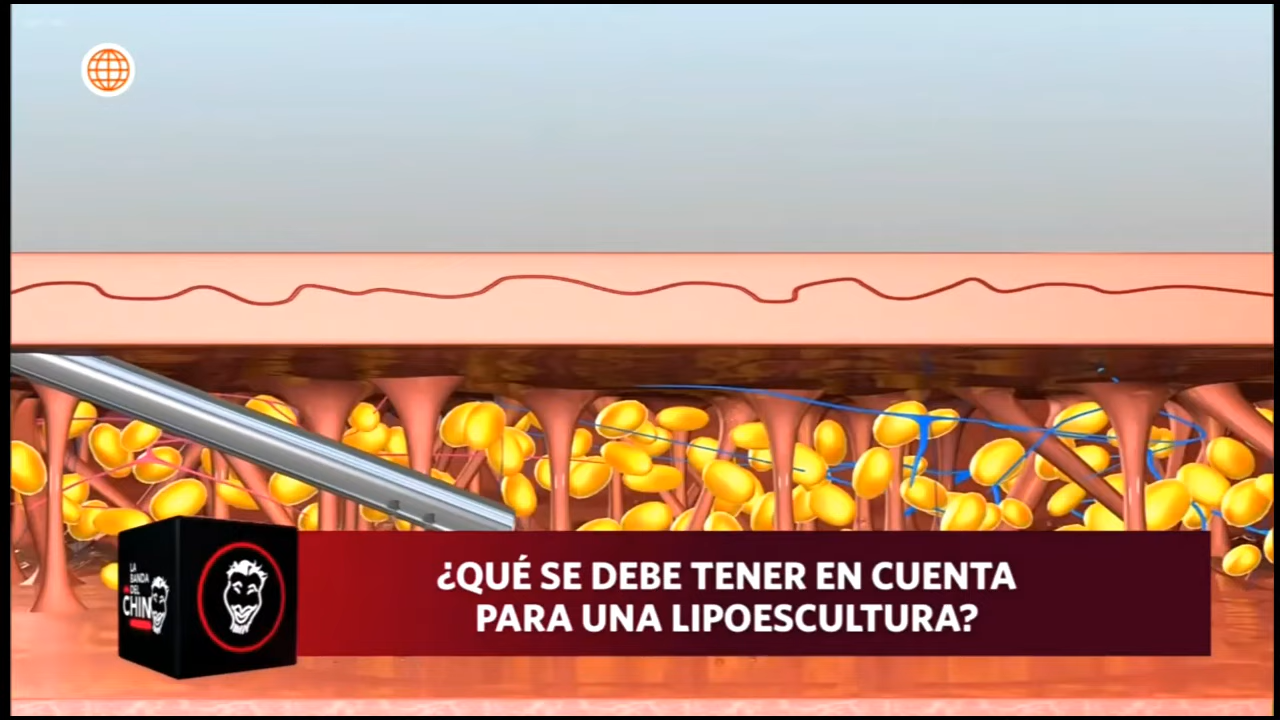 LA
BANDA
DEL
CHINO
¿QUÉ SE DEBE TENER EN CUENTA
PARA UNA LIPOESCULTURA?